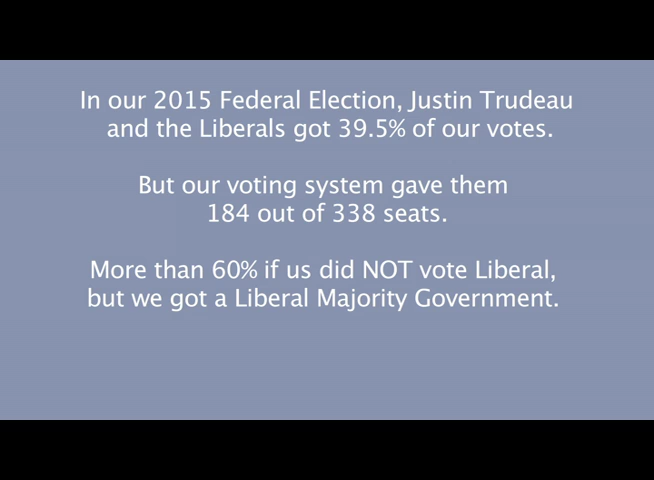 In our 2015 Federal Election, Justin Trudeau
and the Liberals got 39.5% of our votes.
But our voting system gave them
184 out of 338 seats.
More than 60% if us did NOT vote Liberal,
but we got a Liberal Majority Government.